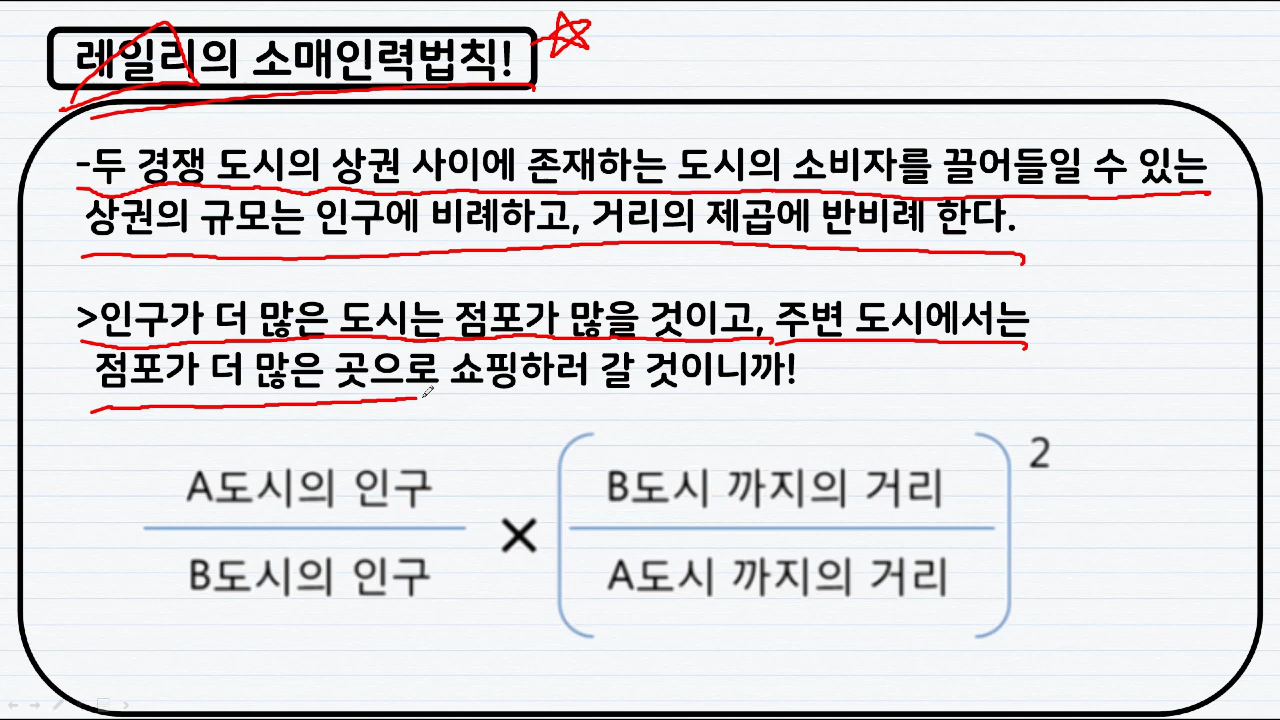 레일리의 소매인력법칙!
-두 경쟁 도시의 상권 사이에 존재하는 도시의 소비자를 끌어들일 수 있는
상권의 규모는 인구에 비례하고, 거리의 제곱에 반비례 한다.
>인구가 더 많은 도시는 점포가 많을 것이고, 주변 도시에서는
점포가 더 많은 곳으로 쇼핑하러 갈 것이니까!
A도시의 인구
B도시의 인구
×
B도시 까지의 거리
A도시 까지의 거리
2